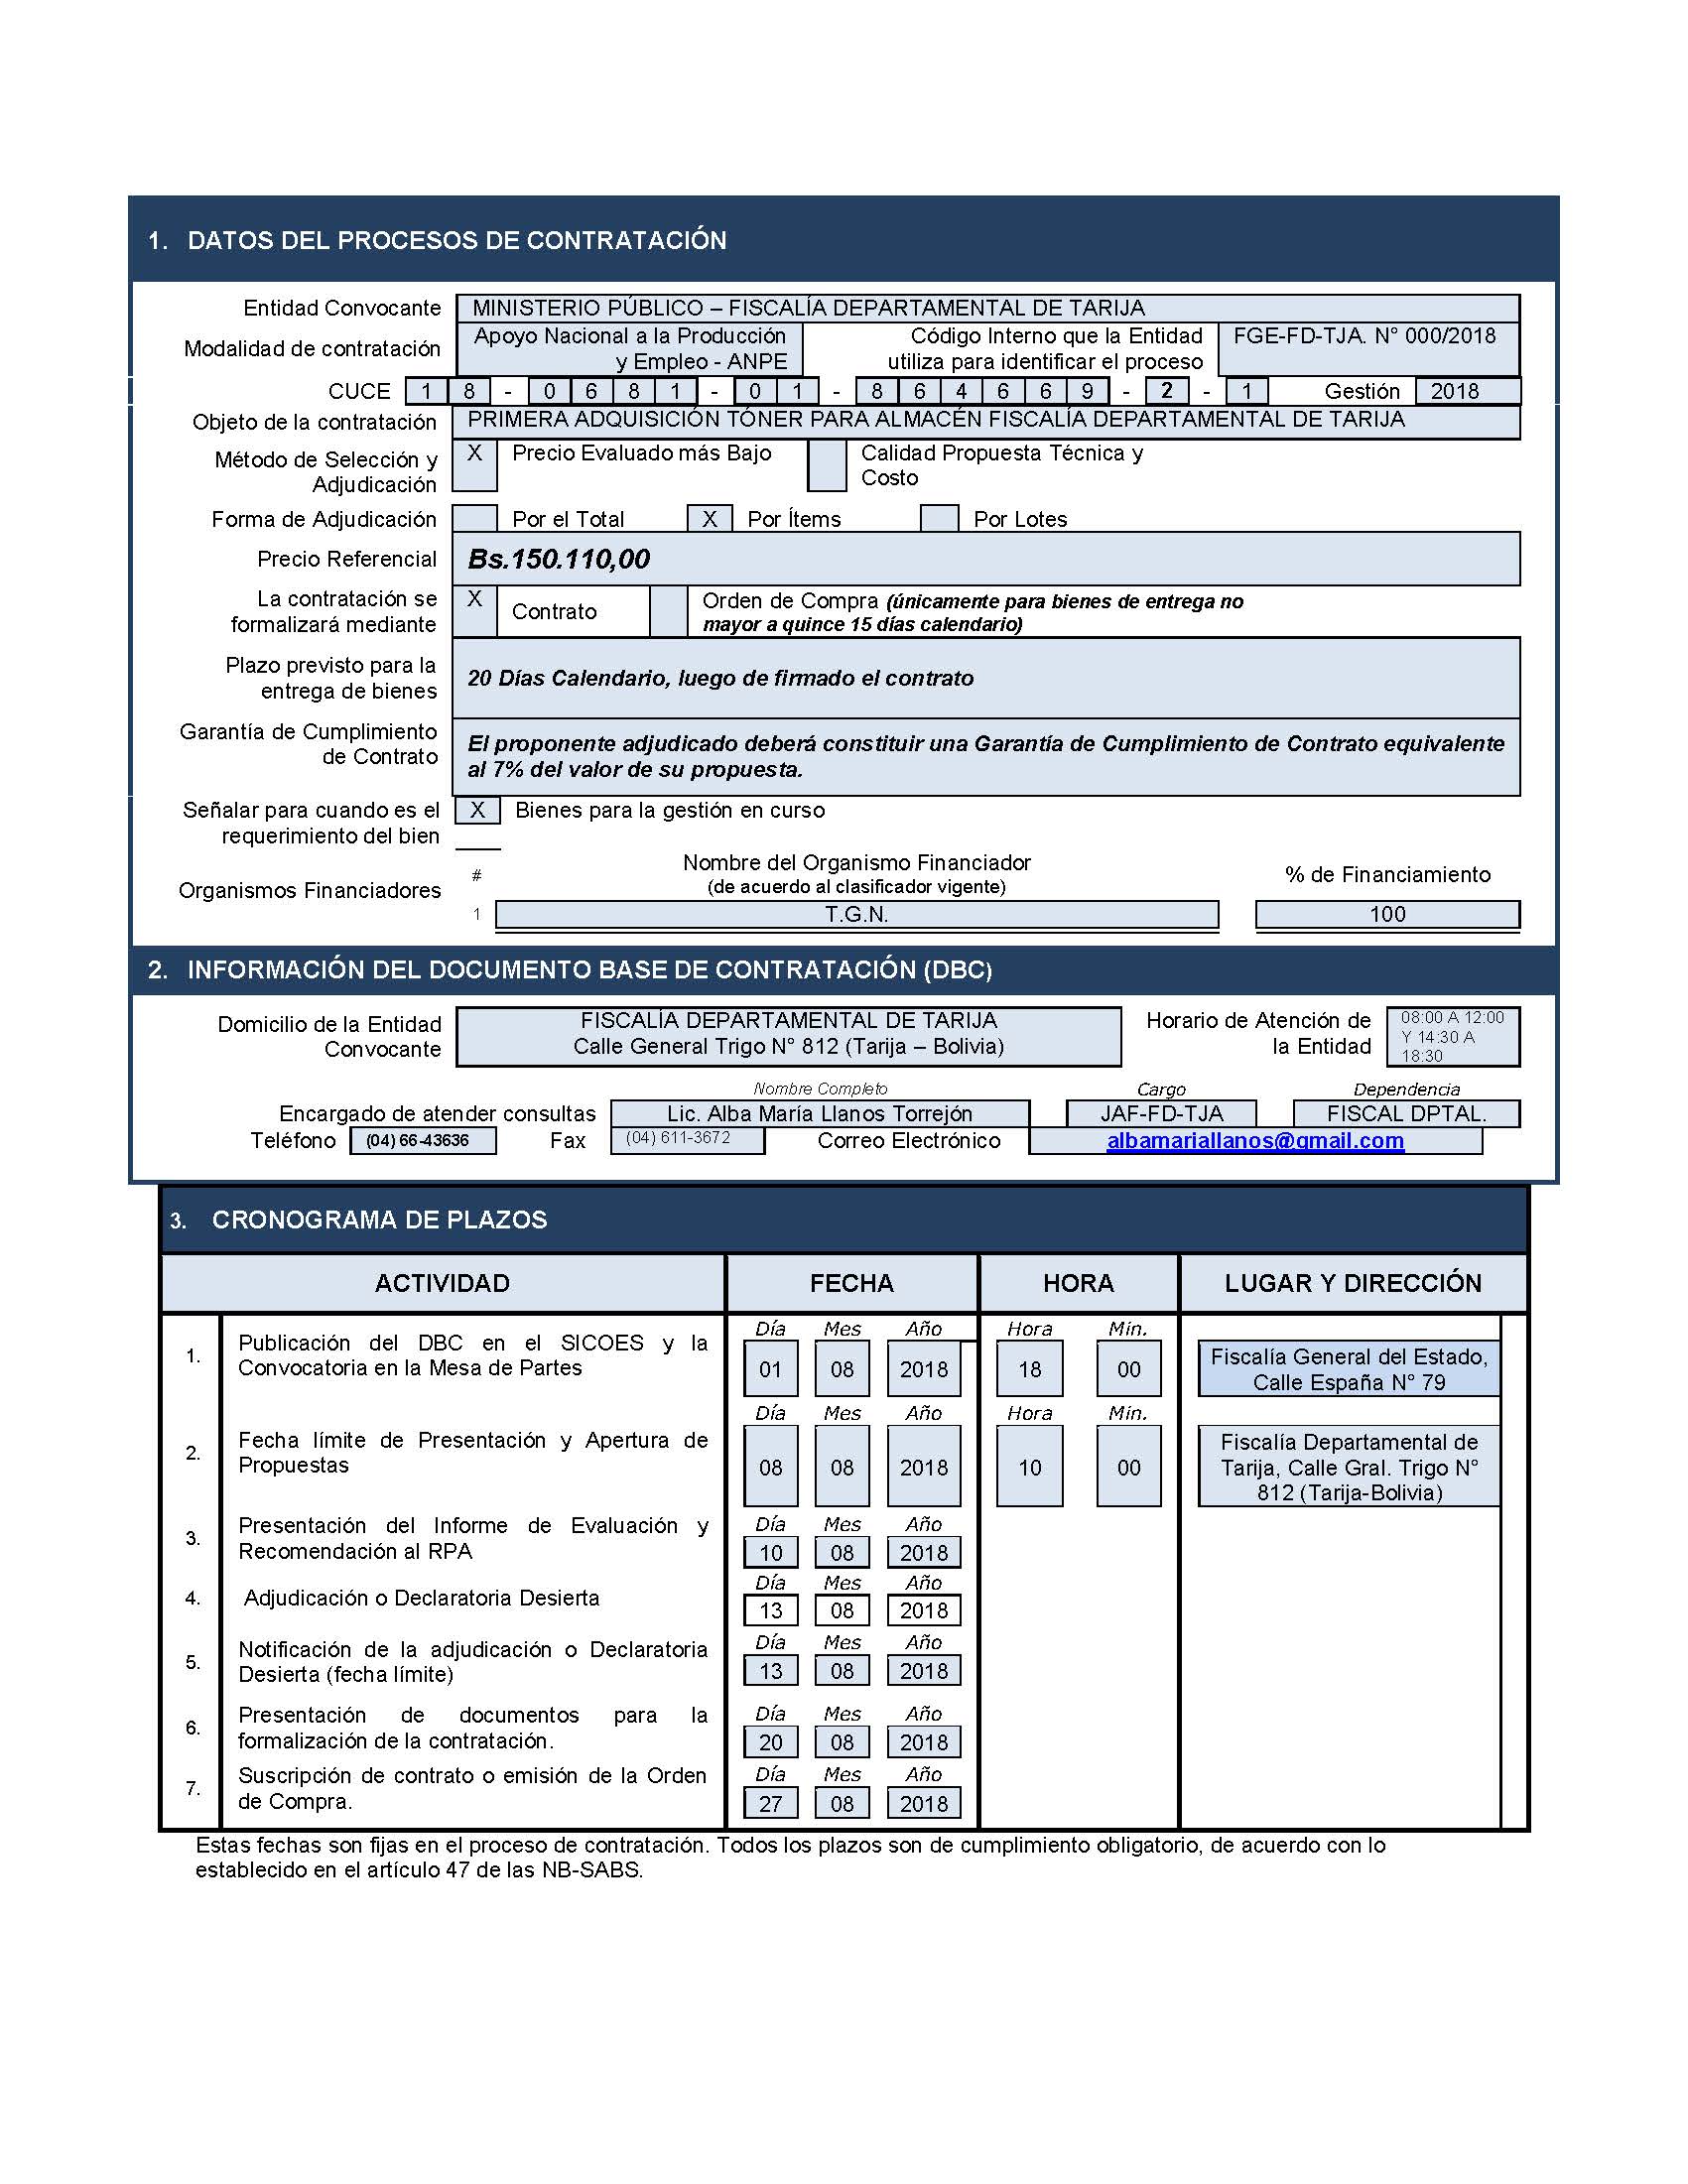 1. DATOS DEL PROCESOS DE CONTRATACIÓN
Entidad Convocante MINISTERIO PÚBLICO – FISCALÍA DEPARTAMENTAL DE TARIJA
Modalidad de contratación
Apoyo Nacional a la Producción
y Empleo - ANPE
Código Interno que la Entidad
utiliza para identificar el proceso
FGE-FD-TJA. N° 000/2018
CUCE 1 8 - 0 6 8 1 - 0 1 - 8 6 4 6 6 9 - 2 - 1 Gestión 2018
Objeto de la contratación PRIMERA ADQUISICIÓN TÓNER PARA ALMACÉN FISCALÍA DEPARTAMENTAL DE TARIJA
Método de Selección y
Adjudicación
X Precio Evaluado más Bajo
Calidad Propuesta Técnica y
Costo
Forma de Adjudicación Por el Total X Por Ítems Por Lotes
Precio Referencial Bs.150.110,00
La contratación se
formalizará mediante
X Contrato
Orden de Compra (únicamente para bienes de entrega no
mayor a quince 15 días calendario)
Plazo previsto para la
entrega de bienes
20 Días Calendario, luego de firmado el contrato
Garantía de Cumplimiento
de Contrato
El proponente adjudicado deberá constituir una Garantía de Cumplimiento de Contrato equivalente
al 7% del valor de su propuesta.
Señalar para cuando es el
requerimiento del bien
X Bienes para la gestión en curso
Organismos Financiadores
# Nombre del Organismo Financiador
(de acuerdo al clasificador vigente)
% de Financiamiento
1 T.G.N. 100
2. INFORMACIÓN DEL DOCUMENTO BASE DE CONTRATACIÓN (DBC)
Domicilio de la Entidad
Convocante
FISCALÍA DEPARTAMENTAL DE TARIJA
Calle General Trigo N° 812 (Tarija – Bolivia)
Horario de Atención de
la Entidad
08:00 A 12:00
Y 14:30 A
18:30
Nombre Completo Cargo Dependencia
Encargado de atender consultas Lic. Alba María Llanos Torrejón JAF-FD-TJA FISCAL DPTAL.
Teléfono (04) 66-43636 Fax (04) 611-3672 Correo Electrónico albamariallanos@gmail.com
3. CRONOGRAMA DE PLAZOS
ACTIVIDAD FECHA HORA LUGAR Y DIRECCIÓN
1. Publicación del DBC en el SICOES y la
Convocatoria en la Mesa de Partes
Día Mes Año Hora Min.
01 08 2018 18 00
Fiscalía General del Estado,
Calle España N° 79
2. Fecha límite de Presentación y Apertura de
Propuestas
Día Mes Año Hora Min.
08 08 2018 10 00
Fiscalía Departamental de
Tarija, Calle Gral. Trigo N°
812 (Tarija-Bolivia)
3. Presentación del Informe de Evaluación y
Recomendación al RPA
Día Mes Año
10 08 2018
4. Adjudicación o Declaratoria Desierta
Día Mes Año
13 08 2018
5. Notificación de la adjudicación o Declaratoria
Desierta (fecha límite)
Día Mes Año
13 08 2018
6. Presentación de documentos para la
formalización de la contratación.
Día Mes Año
20 08 2018
7. Suscripción de contrato o emisión de la Orden
de Compra.
Día Mes Año
27 08 2018
Estas fechas son fijas en el proceso de contratación. Todos los plazos son de cumplimiento obligatorio, de acuerdo con lo
establecido en el artículo 47 de las NB-SABS.